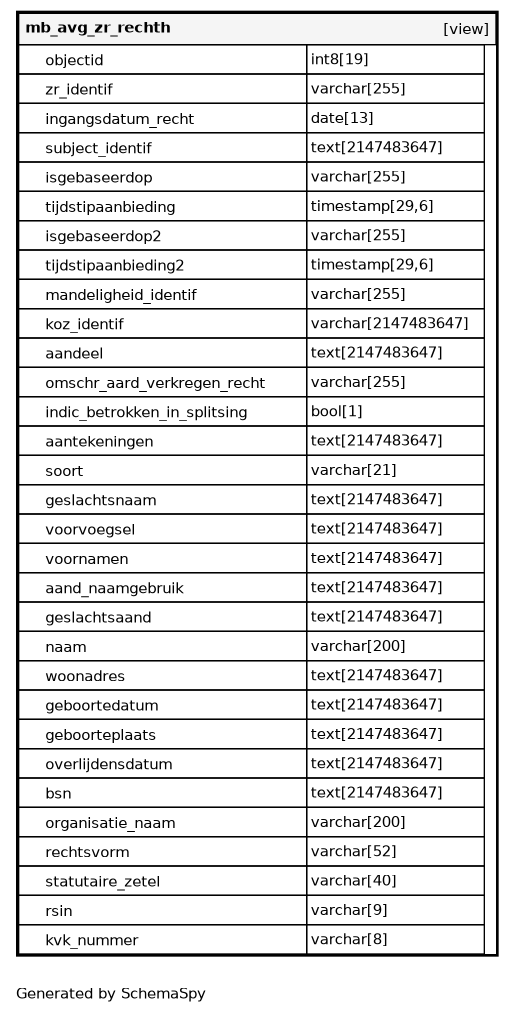 mb_avg_zr_rechth [view]
objectid int8[19]
zr_identif varchar[255]
ingangsdatum_recht date[13]
subject_identif text[2147483647]
isgebaseerdop varchar[255]
tijdstipaanbieding timestamp[29,6]
isgebaseerdop2 varchar[255]
tijdstipaanbieding2 timestamp[29,6]
mandeligheid_identif varchar[255]
koz_identif varchar[2147483647]
aandeel text[2147483647]
omschr_aard_verkregen_recht varchar[255]
indic_betrokken_in_splitsing bool[1]
aantekeningen text[2147483647]
soort varchar[21]
geslachtsnaam text[2147483647]
voorvoegsel text[2147483647]
voornamen text[2147483647]
aand_naamgebruik text[2147483647]
geslachtsaand text[2147483647]
naam varchar[200]
woonadres text[2147483647]
geboortedatum text[2147483647]
geboorteplaats text[2147483647]
overlijdensdatum text[2147483647]
bsn text[2147483647]
organisatie_naam varchar[200]
rechtsvorm varchar[52]
statutaire_zetel varchar[40]
rsin varchar[9]
kvk_nummer varchar[8]
Generated by SchemaSpy